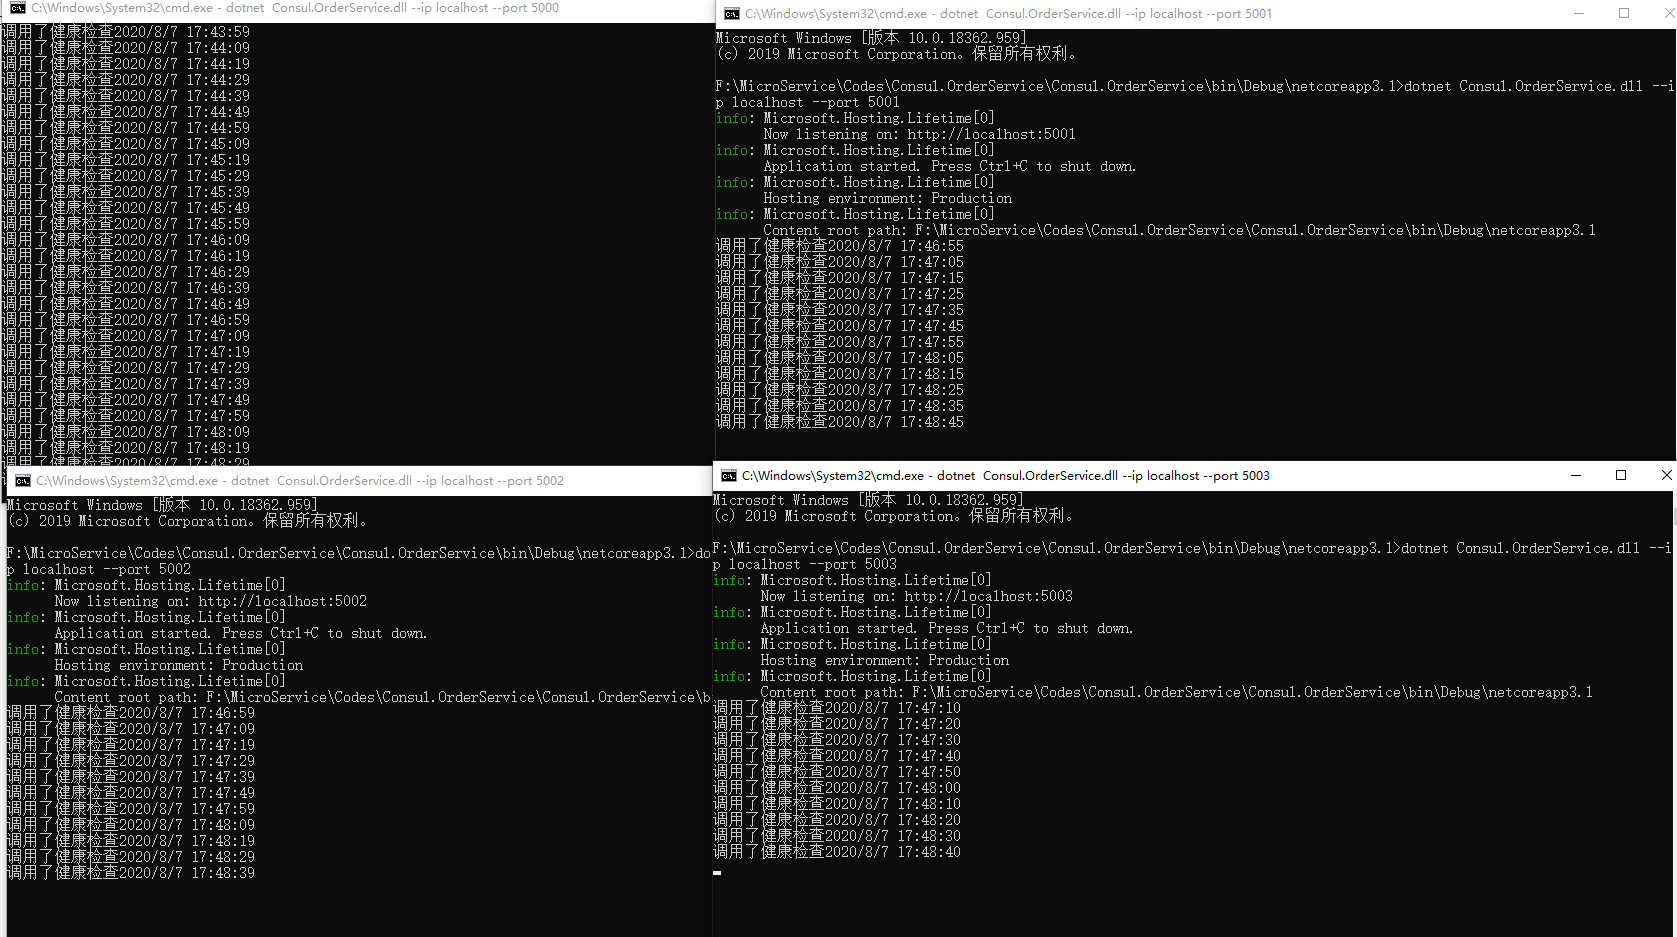 C:\Windows\System32\cmd.exe - dotnet  Consul.OrderService.dll --ip localhost --port 5000
调用了健康检查2020/8/7 17:43:59
调用了健康检查2020/8/7 17:44:09
调用了健康检查2020/8/7 17:44:19
调用了健康检查2020/8/7 17:44:29
调用了健康检查2020/8/7 17:44:39
调用了健康检查2020/8/7 17:44:49
调用了健康检查2020/8/7 17:44:59
调用了健康检查2020/8/7 17:45:09
调用了健康检查2020/8/7 17:45:19
调用了健康检查2020/8/7 17:45:29
调用了健康检查2020/8/7 17:45:39
调用了健康检查2020/8/7 17:45:49
调用了健康检查2020/8/7 17:45:59
调用了健康检查2020/8/7 17:46:09
调用了健康检查2020/8/7 17:46:19
调用了健康检查2020/8/7 17:46:29
调用了健康检查2020/8/7 17:46:39
调用了健康检查2020/8/7 17:46:49
调用了健康检查2020/8/7 17:46:59
调用了健康检查2020/8/7 17:47:09
调用了健康检查2020/8/7 17:47:19
调用了健康检查2020/8/7 17:47:29
调用了健康检查2020/8/7 17:47:39
调用了健康检查2020/8/7 17:47:49
调用了健康检查2020/8/7 17:47:59
调用了健康检查2020/8/7 17:48:09
调用了健康检查2020/8/7 17:48:19
调用了健康检查2020/8/7 17:48:29
C:\Windows\System32\cmd.exe - dotnet  Consul.OrderService.dll --ip localhost --port 5001
Microsoft Windows [版本 10.0.18362.959]
(c) 2019 Microsoft Corporation。保留所有权利。
F:\MicroService\Codes\Consul.OrderService\Consul.OrderService\bin\Debug\netcoreapp3.1>dotnet Consul.OrderService.dll --i
p localhost --port 5001
info: Microsoft.Hosting.Lifetime[0]
Now listening on: http://localhost:5001
info: Microsoft.Hosting.Lifetime[0]
Application started. Press Ctrl+C to shut down.
info: Microsoft.Hosting.Lifetime[0]
Hosting environment: Production
info: Microsoft.Hosting.Lifetime[0]
Content root path: F:\MicroService\Codes\Consul.OrderService\Consul.OrderService\bin\Debug\netcoreapp3.1
调用了健康检查2020/8/7 17:46:55
调用了健康检查2020/8/7 17:47:05
调用了健康检查2020/8/7 17:47:15
调用了健康检查2020/8/7 17:47:25
调用了健康检查2020/8/7 17:47:35
调用了健康检查2020/8/7 17:47:45
调用了健康检查2020/8/7 17:47:55
调用了健康检查2020/8/7 17:48:05
调用了健康检查2020/8/7 17:48:15
调用了健康检查2020/8/7 17:48:25
调用了健康检查2020/8/7 17:48:35
调用了健康检查2020/8/7 17:48:45
C:\Windows\System32\cmd.exe - dotnet  Consul.OrderService.dll --ip localhost --port 5002
Microsoft Windows [版本 10.0.18362.959]
(c) 2019 Microsoft Corporation。保留所有权利。
F:\MicroService\Codes\Consul.OrderService\Consul.OrderService\bin\Debug\netcoreapp3.1>do
p localhost --port 5002
info: Microsoft.Hosting.Lifetime[0]
Now listening on: http://localhost:5002
info: Microsoft.Hosting.Lifetime[0]
Application started. Press Ctrl+C to shut down.
info: Microsoft.Hosting.Lifetime[0]
Hosting environment: Production
info: Microsoft.Hosting.Lifetime[0]
Content root path: F:\MicroService\Codes\Consul.OrderService\Consul.OrderService\b
调用了健康检查2020/8/7 17:46:59
调用了健康检查2020/8/7 17:47:09
调用了健康检查2020/8/7 17:47:19
调用了健康检查2020/8/7 17:47:29
调用了健康检查2020/8/7 17:47:39
调用了健康检查2020/8/7 17:47:49
调用了健康检查2020/8/7 17:47:59
调用了健康检查2020/8/7 17:48:09
调用了健康检查2020/8/7 17:48:19
调用了健康检查2020/8/7 17:48:29
调用了健康检查2020/8/7 17:48:39
C:\Windows\System32\cmd.exe - dotnet  Consul.OrderService.dll --ip localhost --port 5003
Microsoft Windows [版本 10.0.18362.959]
(c) 2019 Microsoft Corporation。保留所有权利。
F:\MicroService\Codes\Consul.OrderService\Consul.OrderService\bin\Debug\netcoreapp3.1>dotnet Consul.OrderService.dll --i
p localhost --port 5003
info: Microsoft.Hosting.Lifetime[0]
Now listening on: http://localhost:5003
info: Microsoft.Hosting.Lifetime[0]
Application started. Press Ctrl+C to shut down.
info: Microsoft.Hosting.Lifetime[0]
Hosting environment: Production
info: Microsoft.Hosting.Lifetime[0]
Content root path: F:\MicroService\Codes\Consul.OrderService\Consul.OrderService\bin\Debug\netcoreapp3.1
调用了健康检查2020/8/7 17:47:10
调用了健康检查2020/8/7 17:47:20
调用了健康检查2020/8/7 17:47:30
调用了健康检查2020/8/7 17:47:40
调用了健康检查2020/8/7 17:47:50
调用了健康检查2020/8/7 17:48:00
调用了健康检查2020/8/7 17:48:10
调用了健康检查2020/8/7 17:48:20
调用了健康检查2020/8/7 17:48:30
调用了健康检查2020/8/7 17:48:40